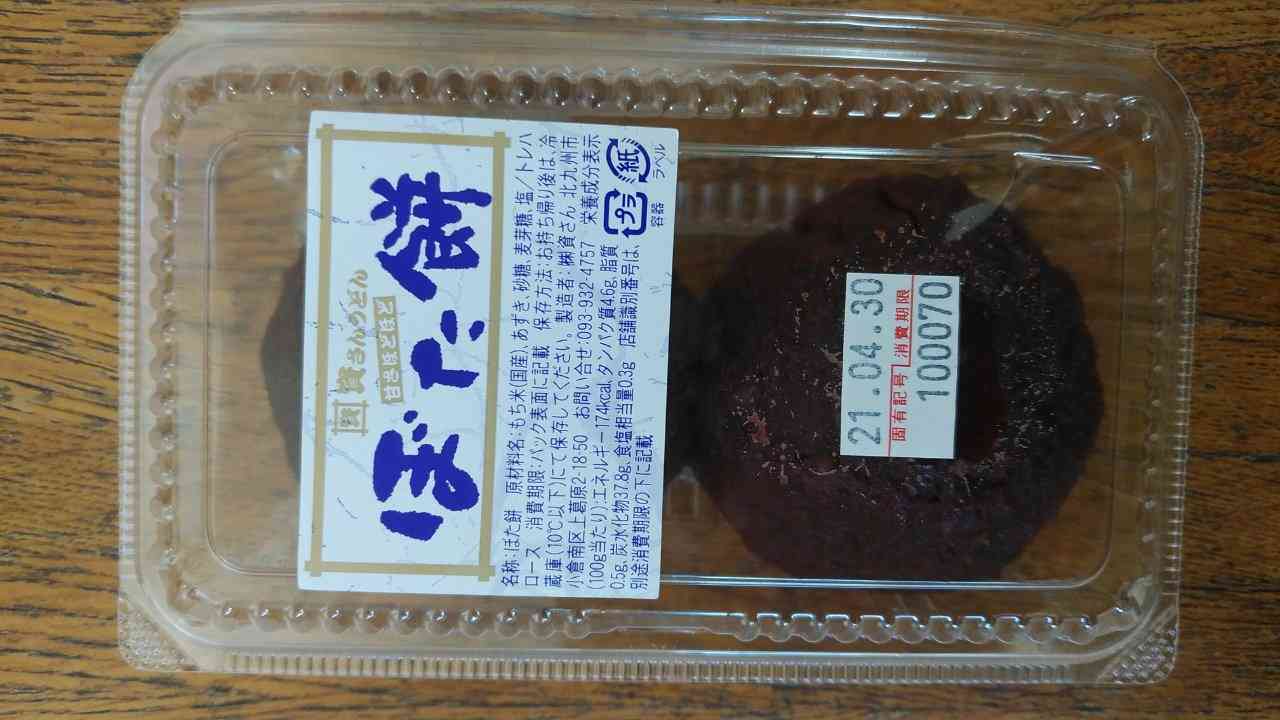 資さんうどん
甘さほどほど
ぼた餅
名称:ぼた餅 原材料名:もち米(国産)、あずき、砂糖、麦芽糖、塩/トレハ
ロース 消費期限:パック表面に記載 保存方法:お持ち帰り後は、冷
蔵庫(10℃以下)にて保存してください。 製造者:㈱資さん 北九州市
小倉南区上葛原2-18-50 お問い合せ:093-932-4757 栄養成分表示
(100g当たり):エネルギー174kcal、タンパク質4.6g、脂質
0.5g、炭水化物37.8g、食塩相当量0.3g 店舗識別番号は、
別途消費期限の下に記載
プラ
紙
容器
ラベル
21.04.30
固有記号 消費期限
100070